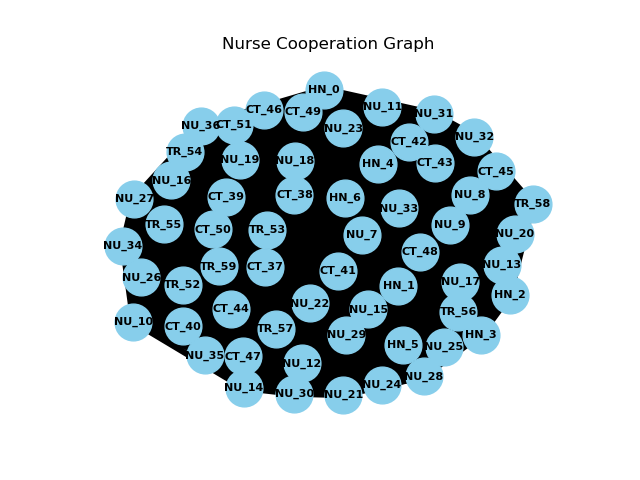 Nurse Cooperation Graph
HN_0
NU_11
CT_46
CT_49
NU_31
NU_36
CT_51
NU_23
NU_32
CT_42
TR_54
NU_19
NU_18
HN_4
CT_43
CT_45
NU_16
NU_27
CT_39
CT_38
HN_6
NU_8
TR_58
NU_33
TR_55
CT_50
TR_53
NU_7
NU_9
NU_20
NU_34
CT_48
TR_59
CT_37
CT_41
NU_13
NU_26
TR_52
HN_1
NU_17
HN_2
NU_22
CT_44
NU_15
TR_56
NU_10
CT_40
TR_57
NU_29
HN_3
HN_5
NU_25
NU_35
CT_47
NU_12
NU_28
NU_14
NU_24
NU_30
NU_21